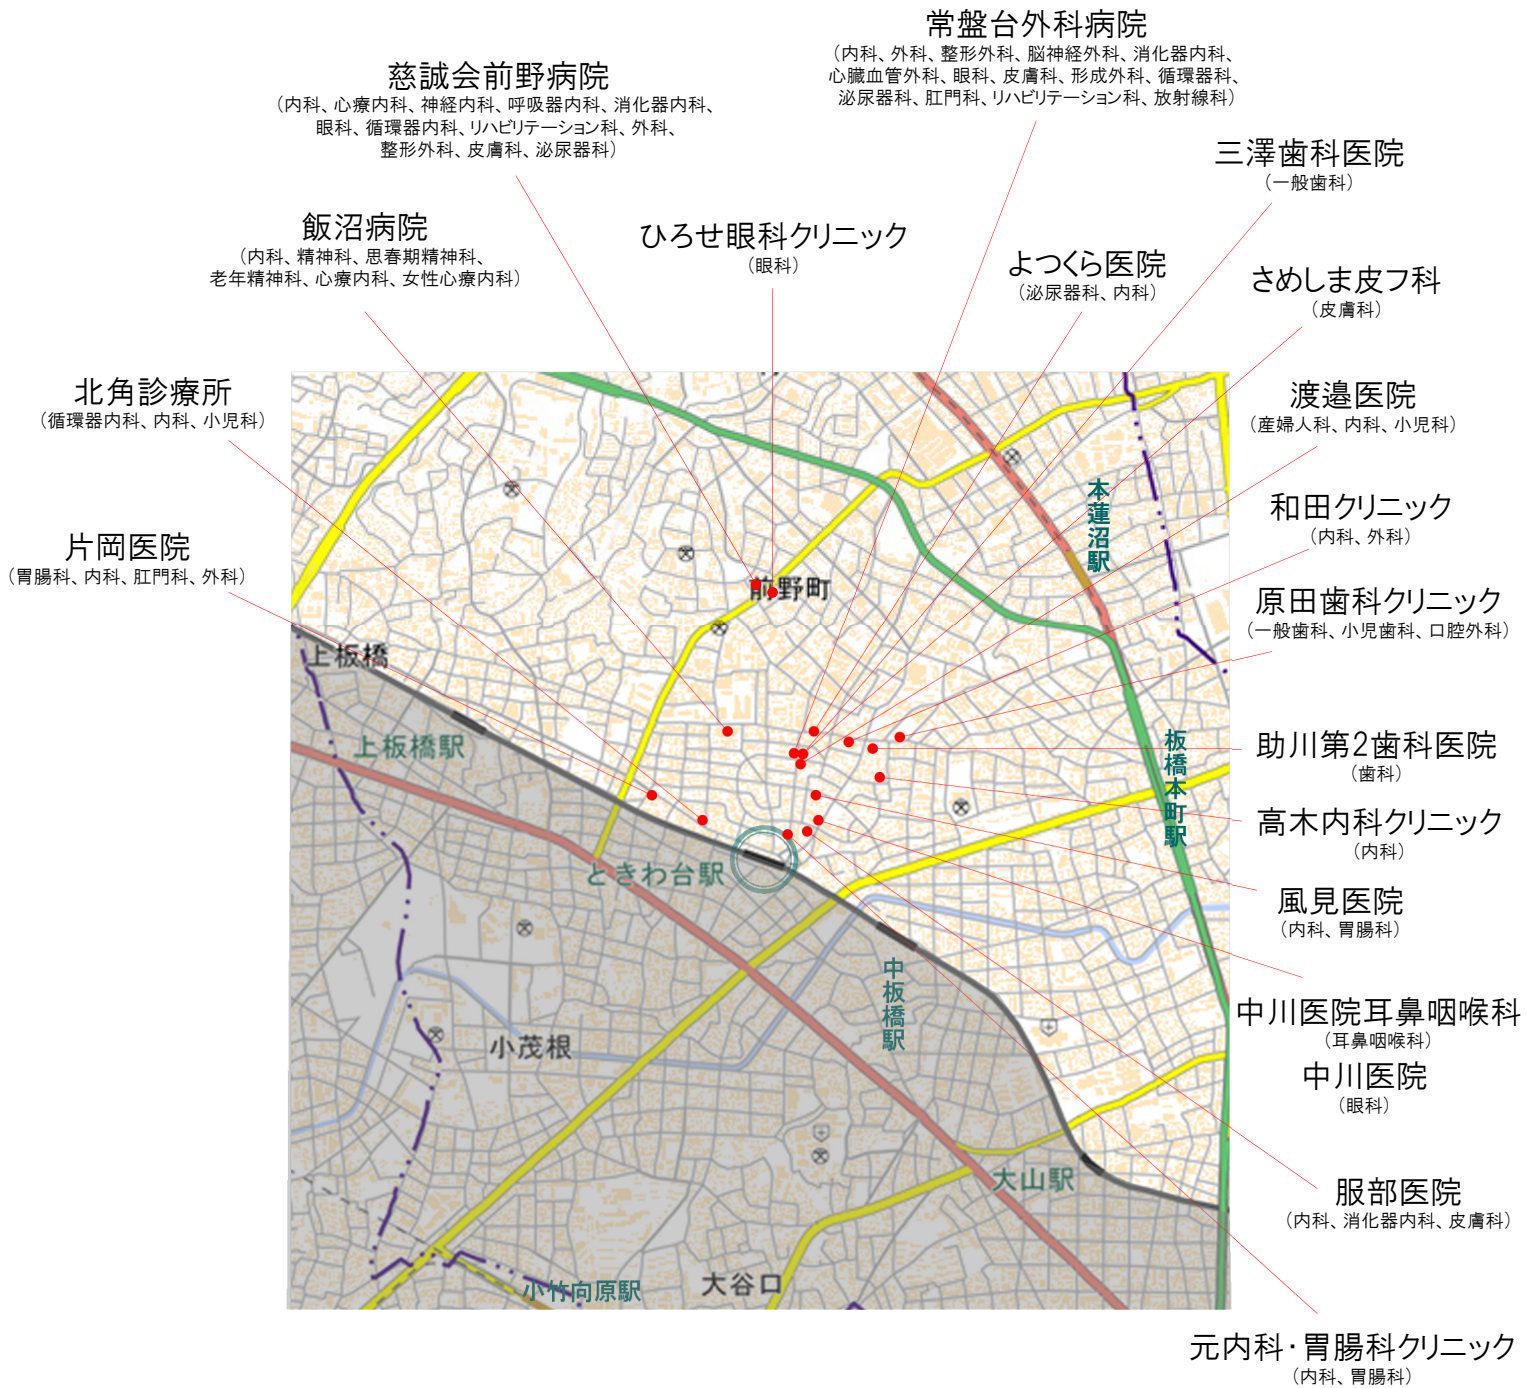 常盤台外科病院
（内科、外科、整形外科、脳神経外科、消化器内科、
心臓血管外科、眼科、皮膚科、形成外科、循環器科、
泌尿器科、肛門科、リハビリテーション科、放射線科）
慈誠会前野病院
（内科、心療内科、神経内科、呼吸器内科、消化器内科、
眼科、循環器内科、リハビリテーション科、外科、
整形外科、皮膚科、泌尿器科）
三澤歯科医院
（一般歯科）
飯沼病院
（内科、精神科、思春期精神科、
老年精神科、心療内科、女性心療内科）
ひろせ眼科クリニック
（眼科）
よつくら医院
（泌尿器科、内科）
さめしま皮フ科
（皮膚科）
北角診療所
（循環器内科、内科、小児科）
渡邉医院
（産婦人科、内科、小児科）
片岡医院
（胃腸科、内科、肛門科、外科）
和田クリニック
（内科、外科）
原田歯科クリニック
（一般歯科、小児歯科、口腔外科）
助川第2歯科医院
（歯科）
高木内科クリニック
（内科）
風見医院
（内科、胃腸科）
中川医院耳鼻咽喉科
（耳鼻咽喉科）
中川医院
（眼科）
服部医院
（内科、消化器内科、皮膚科）
元内科・胃腸科クリニック
（内科、胃腸科）
本蓮沼駅
前野町
上板橋
上板橋駅
板橋本町駅
ときわ台駅
中板橋駅
小茂根
大山駅
大谷口
小竹向原駅